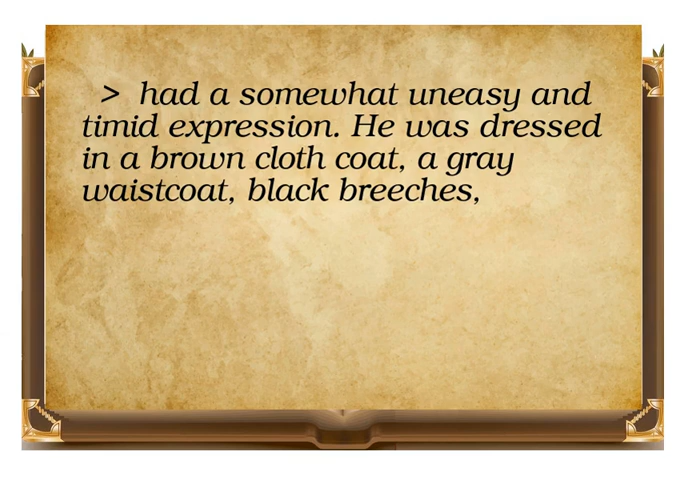 > had a somewhat uneasy and
timid expression. He was dressed
in a brown cloth coat, a gray
waistcoat, black breeches,